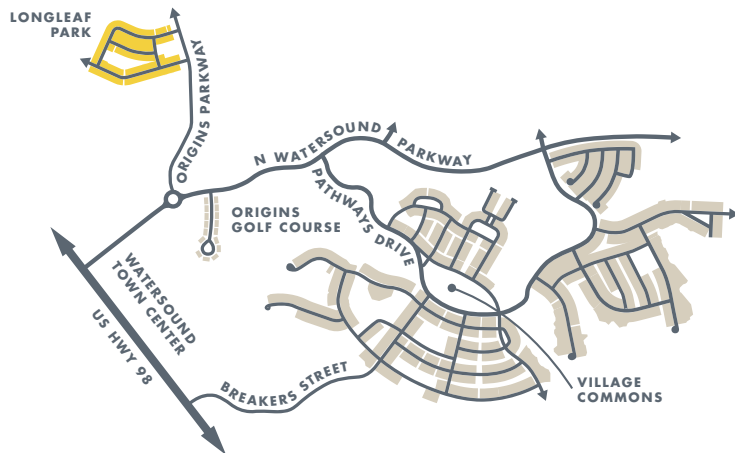 LONGLEAF
PARK
ORIGINS PARKWAY
N WATERSOUND PARKWAY
PATHWAYS DRIVE
ORIGINS
GOLF COURSE
WATERSOUND
TOWN CENTER
US HWY 98
BREAKERS STREET
VILLAGE
COMMONS